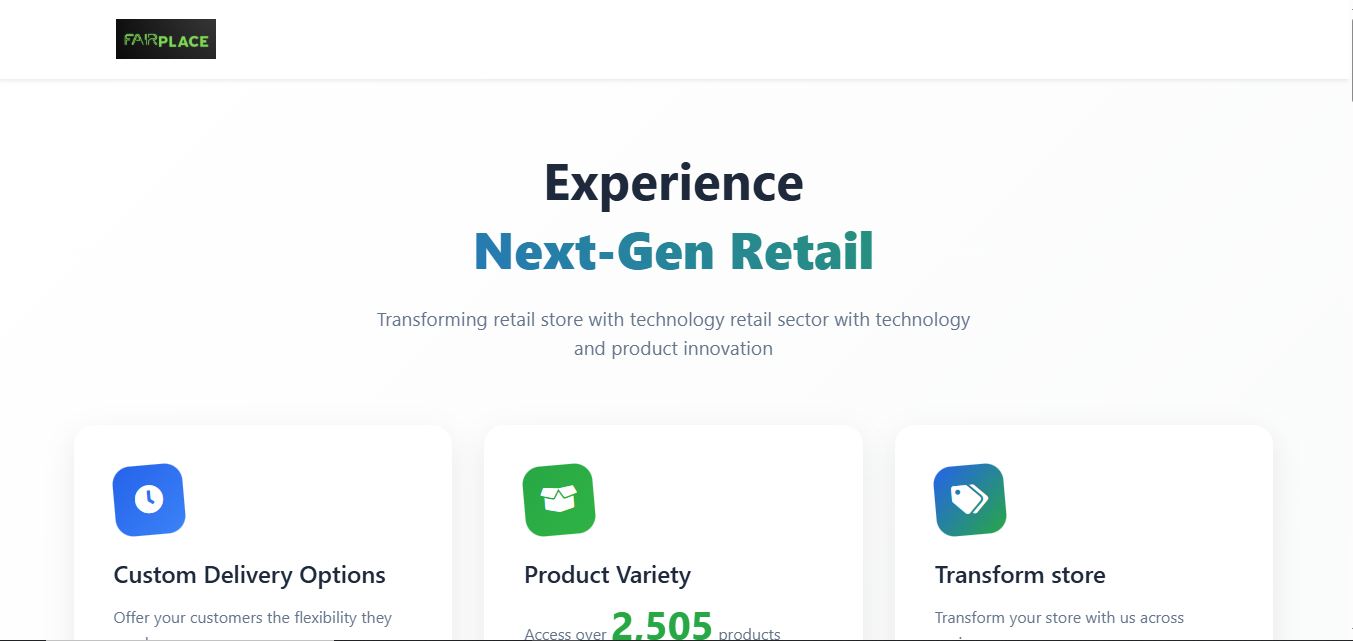 FAIRPLACE
Experience
Next-Gen Retail
Transforming retail store with technology retail sector with technology
and product innovation
Custom Delivery Options
Offer your customers the flexibility they
Product Variety
Access over 2,505 products
Transform store
Transform your store with us across